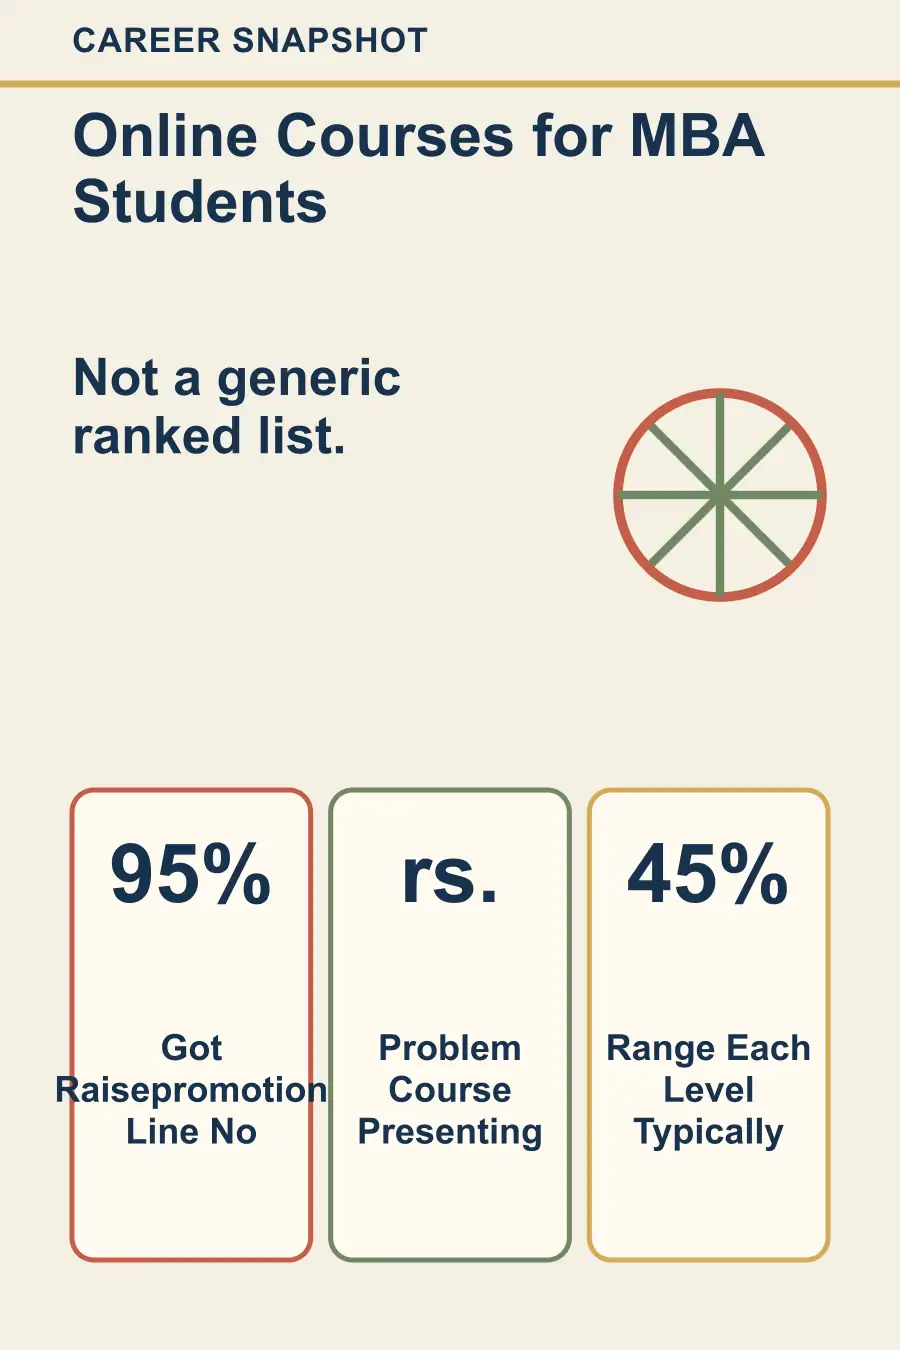 CAREER SNAPSHOT
Online Courses for MBA
Students
Not a generic
ranked list.
95%
Got
Raisepromotion
Line No
rs.
Problem
Course
Presenting
45%
Range Each
Level
Typically